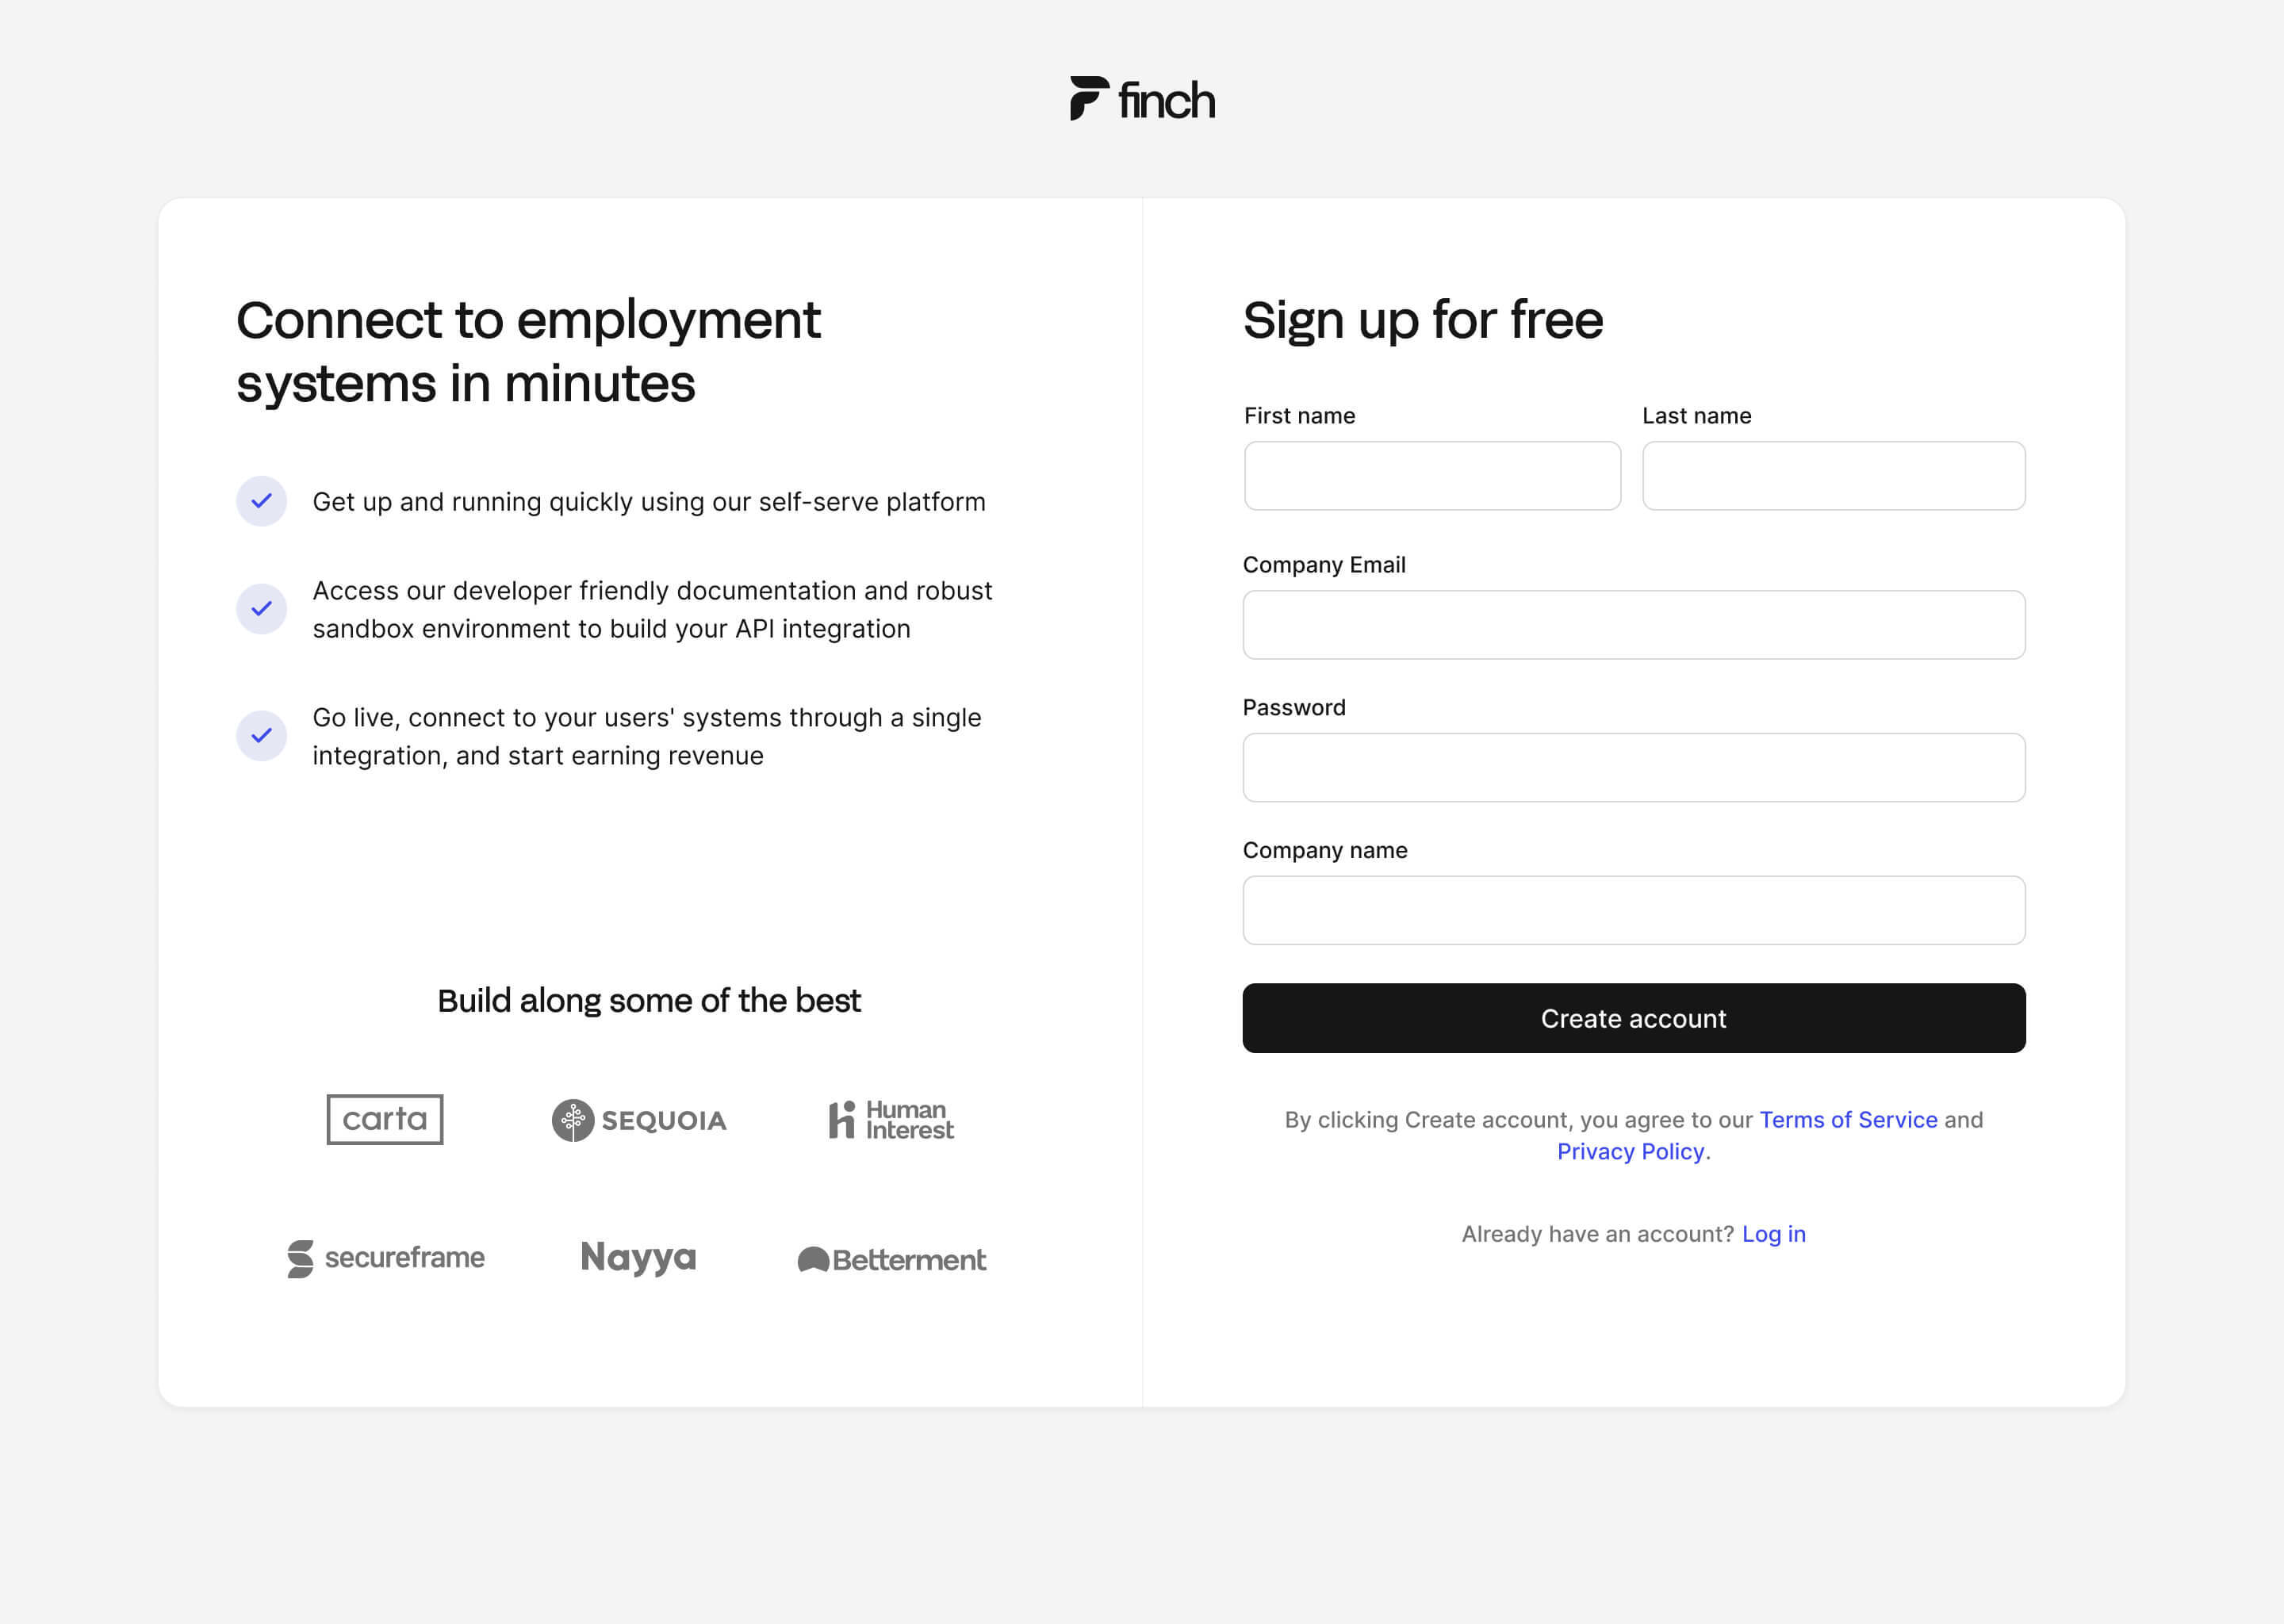 finch
Connect to employment
systems in minutes
Get up and running quickly using our self-serve platform
Access our developer friendly documentation and robust
sandbox environment to build your API integration
Go live, connect to your users' systems through a single
integration, and start earning revenue
Build along some of the best
carta
SEQUOIA
Human
Interest
secureframe
Nayya
Betterment
Sign up for free
First name
Last name
Company Email
Password
Company name
Create account
By clicking Create account, you agree to our Terms of Service and
Privacy Policy.
Already have an account? Log in